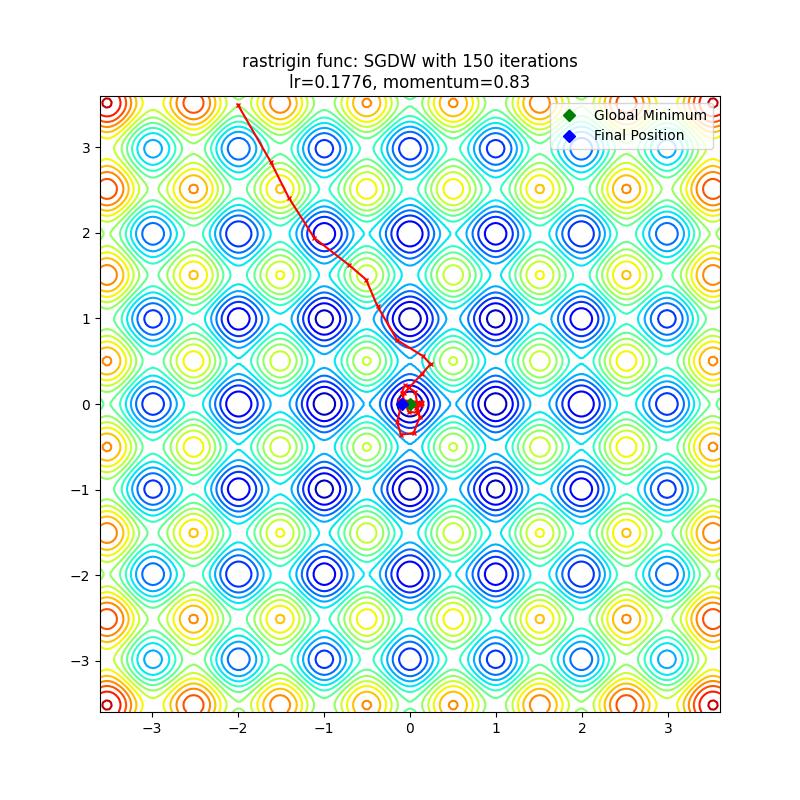 rastrigin func: SGDW with 150 iterations
lr=0.1776, momentum=0.83
Global Minimum
Final Position
3
2
1
0
−1
−2
−3
−3 −2 −1 0 1 2 3